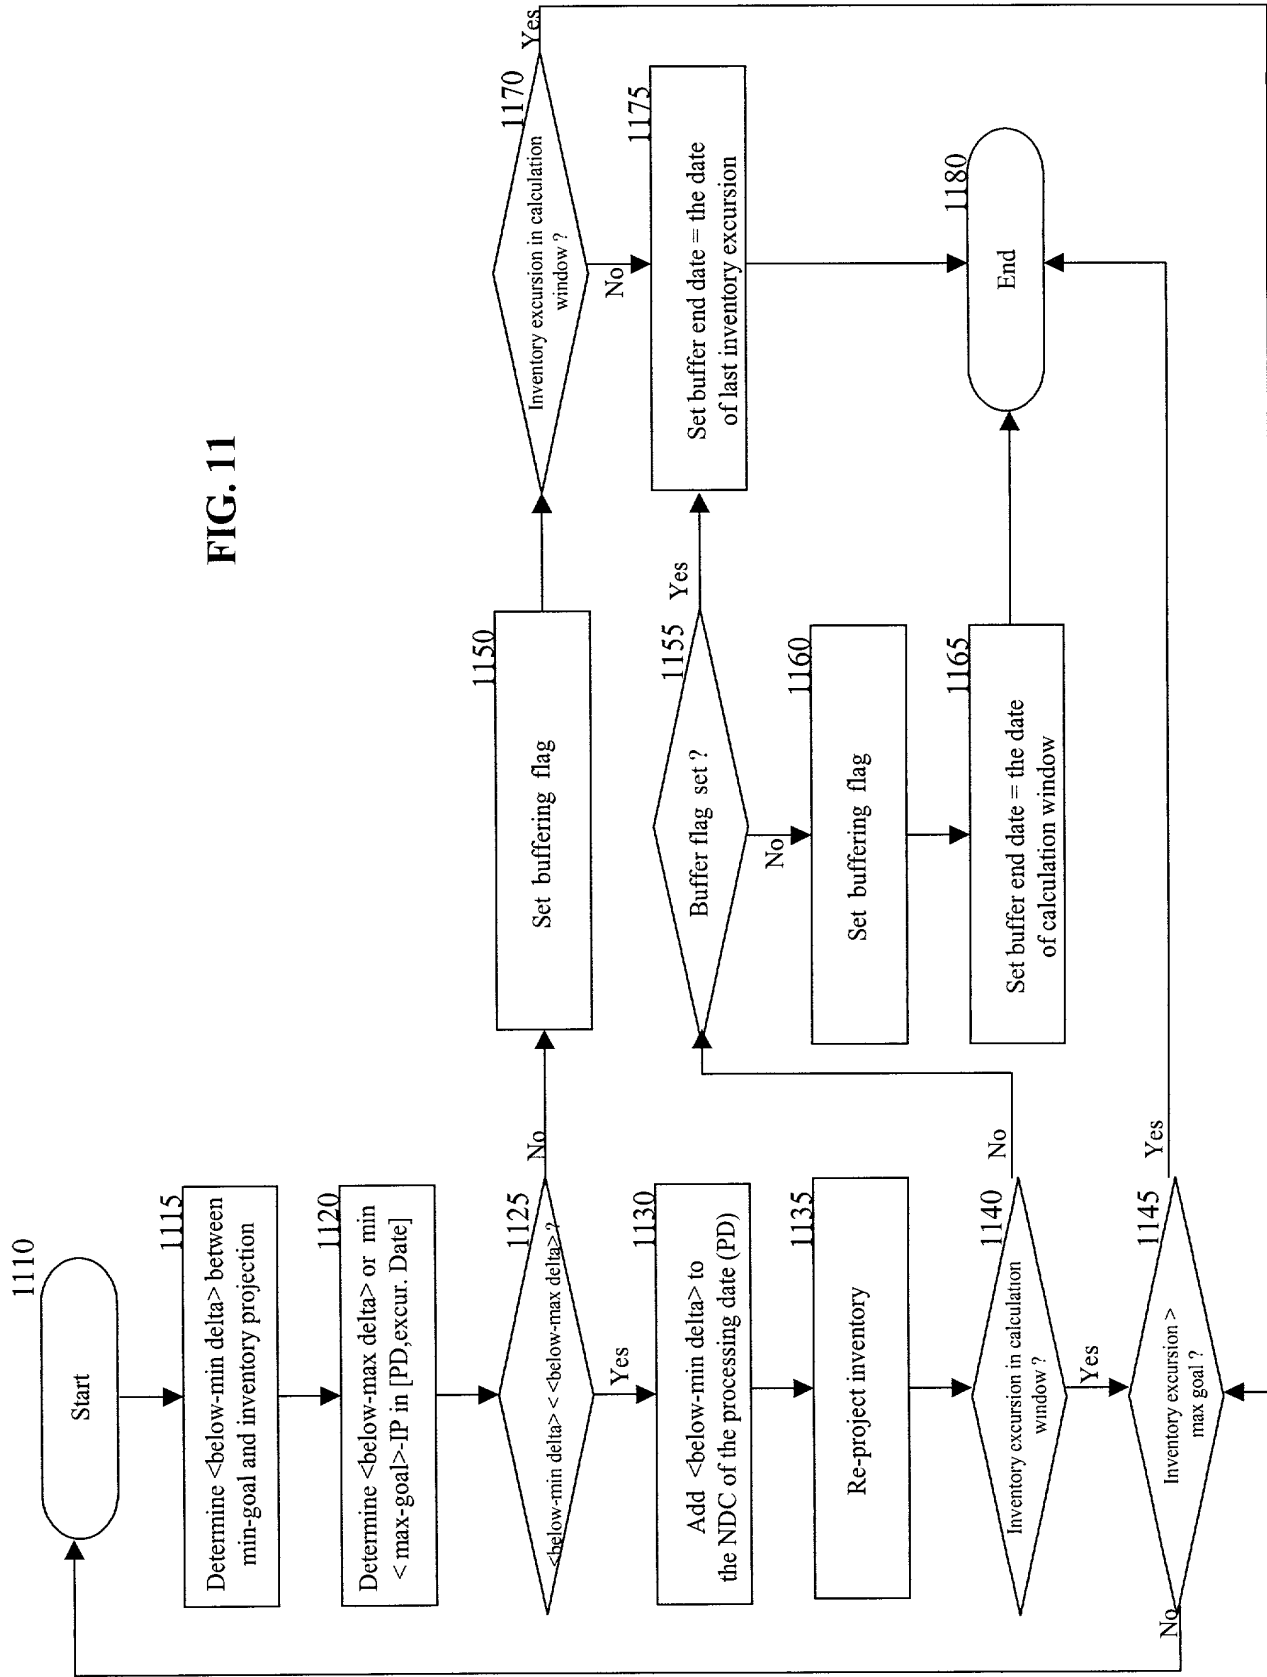 FIG. 11
1110
Start
1115
Determine <below-min delta> between
min-goal and inventory projection
1120
Determine <below-max delta> or min
< max-goal>-IP in [PD,excur. Date]
1125
<below-min delta> < <below-max delta> ?
No
Yes
1130
Add <below-min delta> to
the NDC of the processing date (PD)
1135
Re-project inventory
1140
Inventory excursion in calculation
window ?
No
Yes
1145
Inventory excursion >
max goal ?
Yes
No
1150
Set buffering flag
1155
Buffer flag set ?
Yes
No
1160
Set buffering flag
1165
Set buffer end date = the date
of calculation window
1170
Inventory excursion in calculation
window ?
Yes
No
1175
Set buffer end date = the date
of last inventory excursion
1180
End